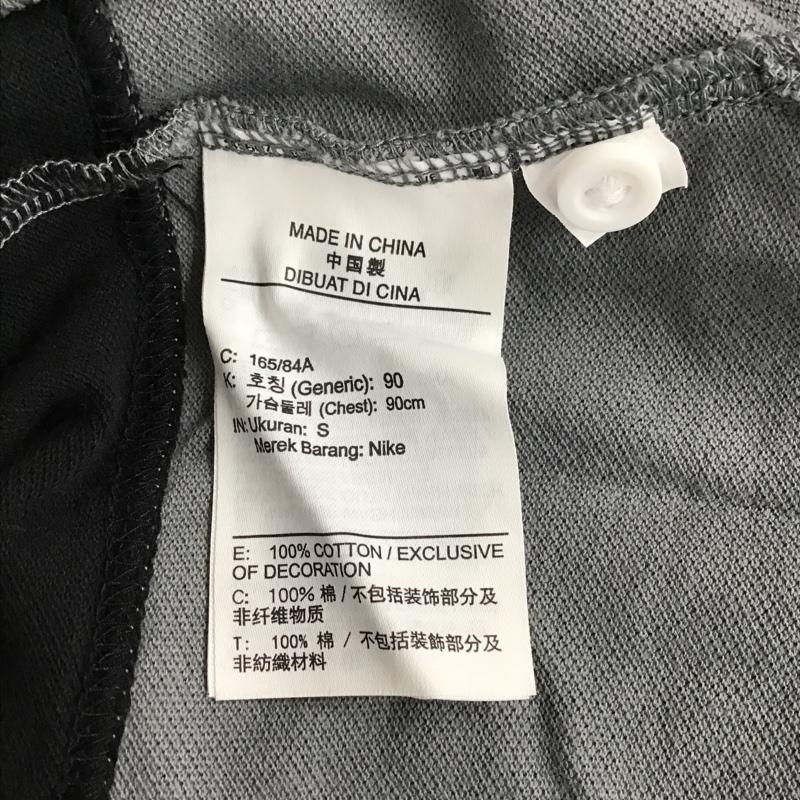 MADE IN CHINA
中国製
DIBUAT DI CINA
C: 165/84A
K: 호칭 (Generic): 90
가슴둘레 (Chest): 90cm
IN: Ukuran: S
Merek Barang: Nike
E: 100% COTTON / EXCLUSIVE
OF DECORATION
C: 100% 棉 / 不包括装饰部分及
非纤维物质
T: 100% 棉 / 不包括裝飾部分及
非紡織材料